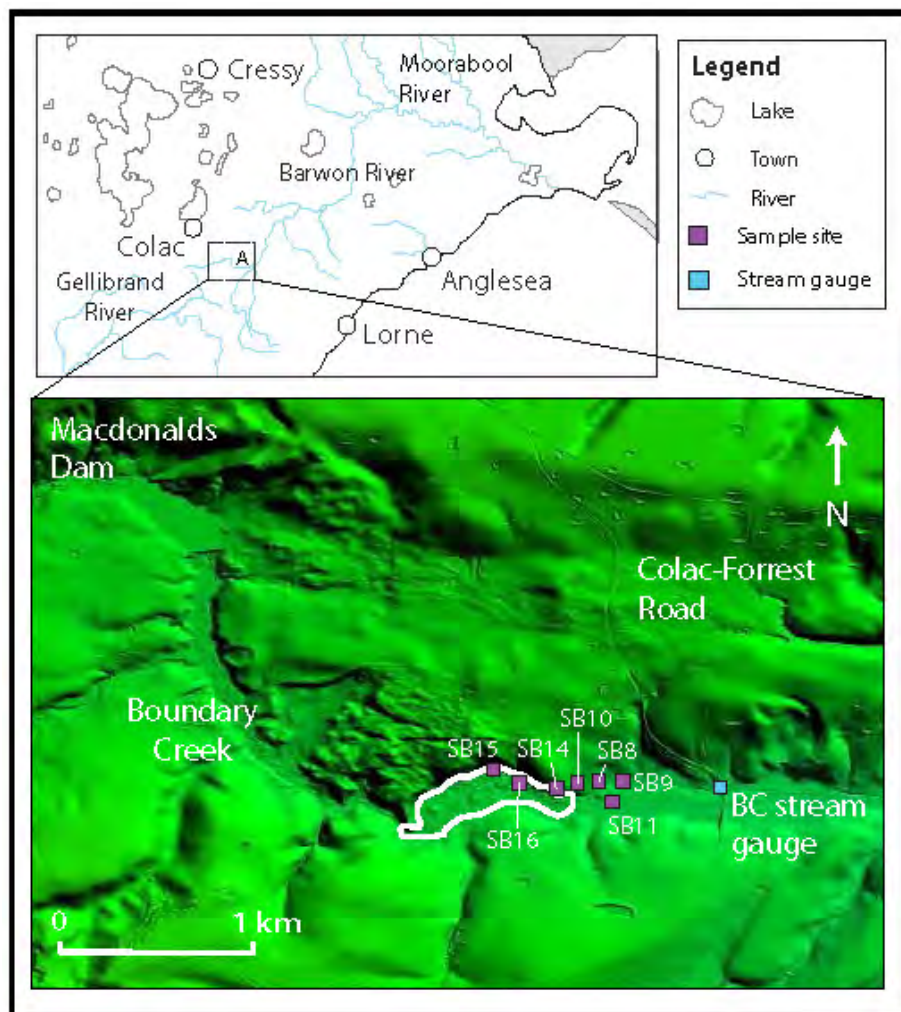 Cressy
Moorabool
River
Barwon River
Colac
A
Gellibrand
River
Anglesea
Lorne
Legend
Lake
Town
River
Sample site
Stream gauge
Macdonalds
Dam
N
Colac-Forrest
Road
Boundary
Creek
SB10
SB15
SB14
SB8
SB9
SB11
SB16
BC stream
gauge
0
1 km